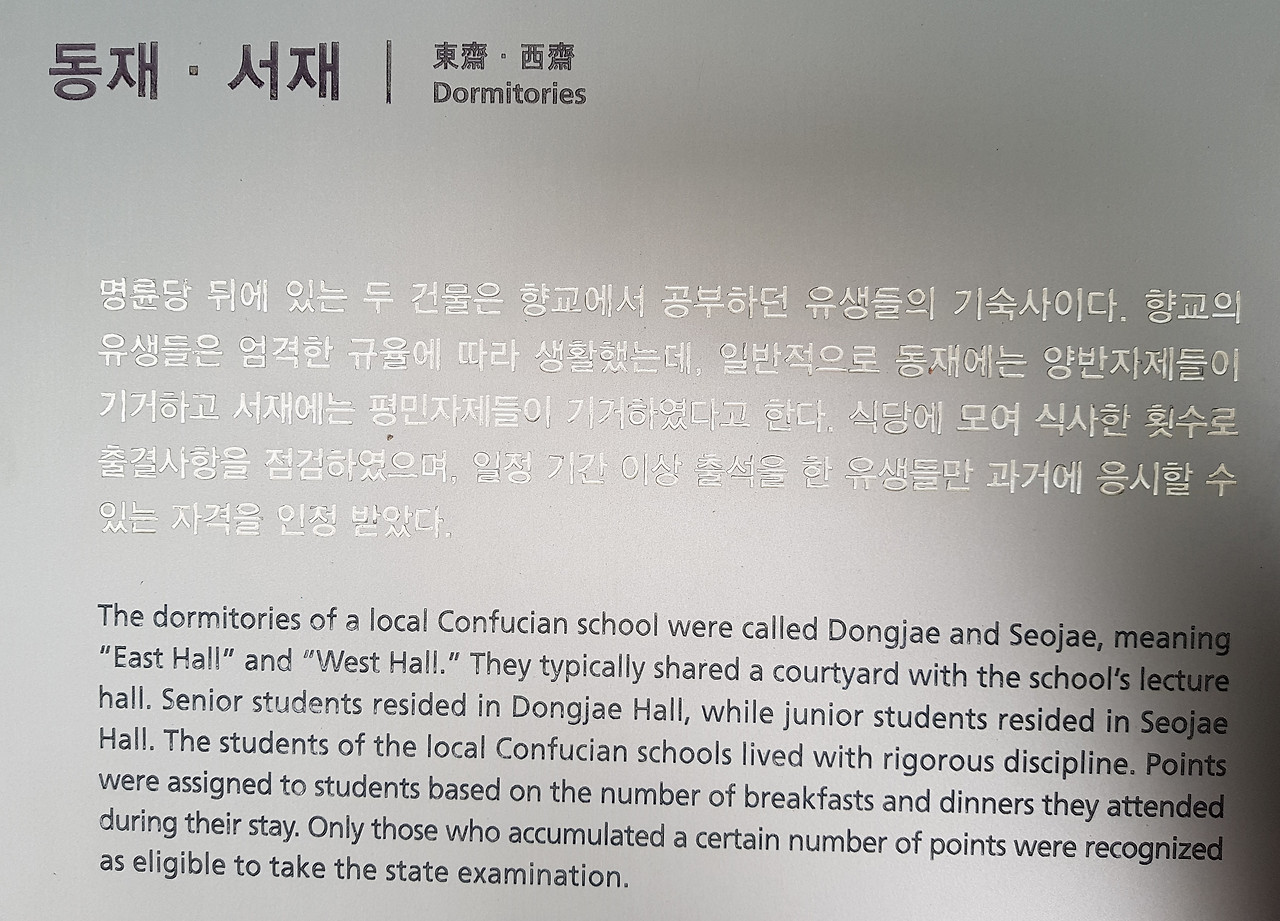 동재 · 서재
東齋 · 西齋
Dormitories
명륜당 뒤에 있는 두 건물은 향교에서 공부하던 유생들의 기숙사이다. 향교의
유생들은 엄격한 규율에 따라 생활했는데, 일반적으로 동재에는 양반자제들이
기거하고 서재에는 평민자제들이 기거하였다고 한다. 식당에 모여 식사한 횟수로
출결사항을 점검하였으며, 일정 기간 이상 출석을 한 유생들만 과거에 응시할 수
있는 자격을 인정 받았다.
The dormitories of a local Confucian school were called Dongjae and Seojae, meaning
“East Hall” and “West Hall.” They typically shared a courtyard with the school’s lecture
hall. Senior students resided in Dongjae Hall, while junior students resided in Seojae
Hall. The students of the local Confucian schools lived with rigorous discipline. Points
were assigned to students based on the number of breakfasts and dinners they attended
during their stay. Only those who accumulated a certain number of points were recognized
as eligible to take the state examination.